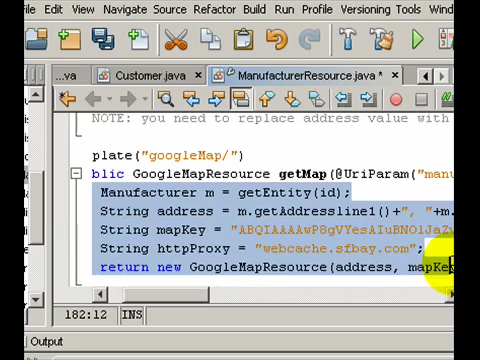 File Edit View Navigate Source Refactor Build Run Profile Versioning Tools Wind
...va Customer.java ManufacturerResource.java *
NOTE: you need to replace address value with
plate("googleMap/")
blic GoogleMapResource getMap(@UriParam("manu
Manufacturer m = getEntity(id);
String address = m.getAddressline1()+", "+m.
String mapKey =
String httpProxy = "webcache.sfbay.com";
return new GoogleMapResource(address, mapKe
182:12 INS
Output